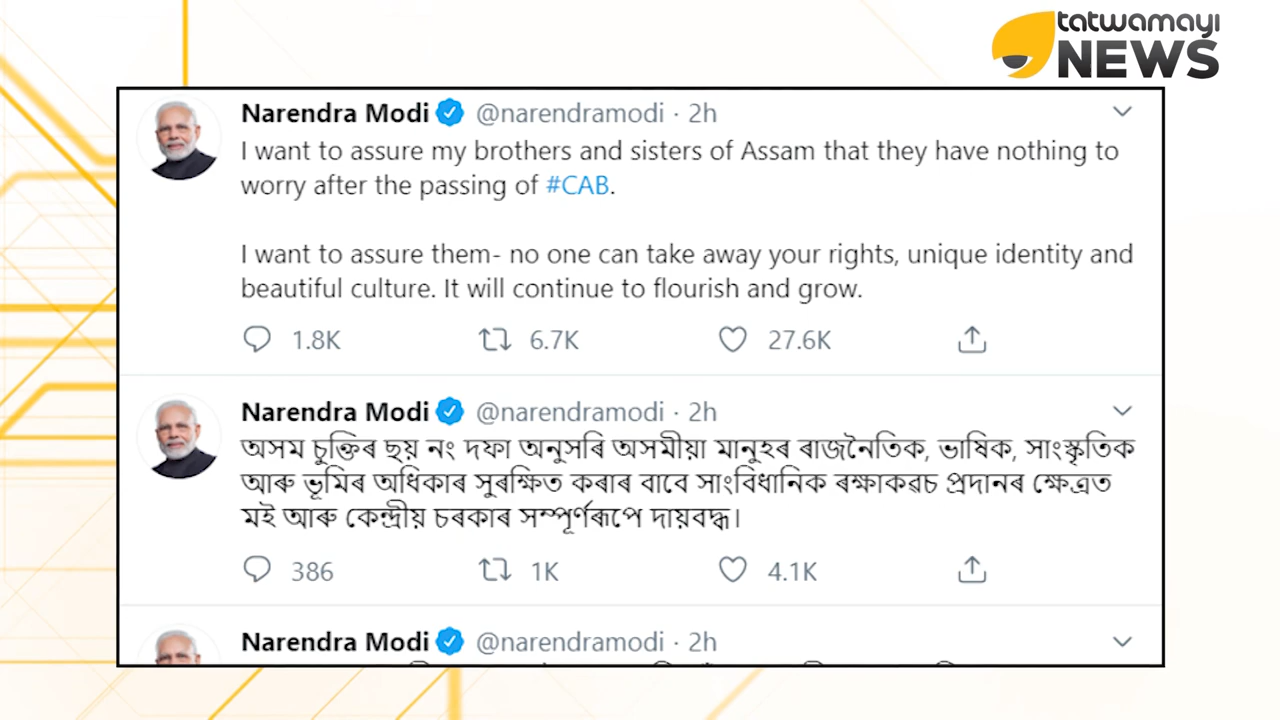 tatwamayi
NEWS
Narendra Modi @narendramodi · 2h
I want to assure my brothers and sisters of Assam that they have nothing to
worry after the passing of #CAB.
I want to assure them- no one can take away your rights, unique identity and
beautiful culture. It will continue to flourish and grow.
1.8K 6.7K 27.6K
Narendra Modi @narendramodi · 2h
অসম চুক্তিৰ ছয় নং দফা অনুসৰি অসমীয়া মানুহৰ ৰাজনৈতিক, ভাষিক, সাংস্কৃতিক
আৰু ভূমিৰ অধিকাৰ সুৰক্ষিত কৰাৰ বাবে সাংবিধানিক ৰক্ষাকৱচ প্ৰদানৰ ক্ষেত্ৰত
মই আৰু কেন্দ্ৰীয় চৰকাৰ সম্পূৰ্ণৰূপে দায়বদ্ধ।
386 1K 4.1K
Narendra Modi @narendramodi · 2h